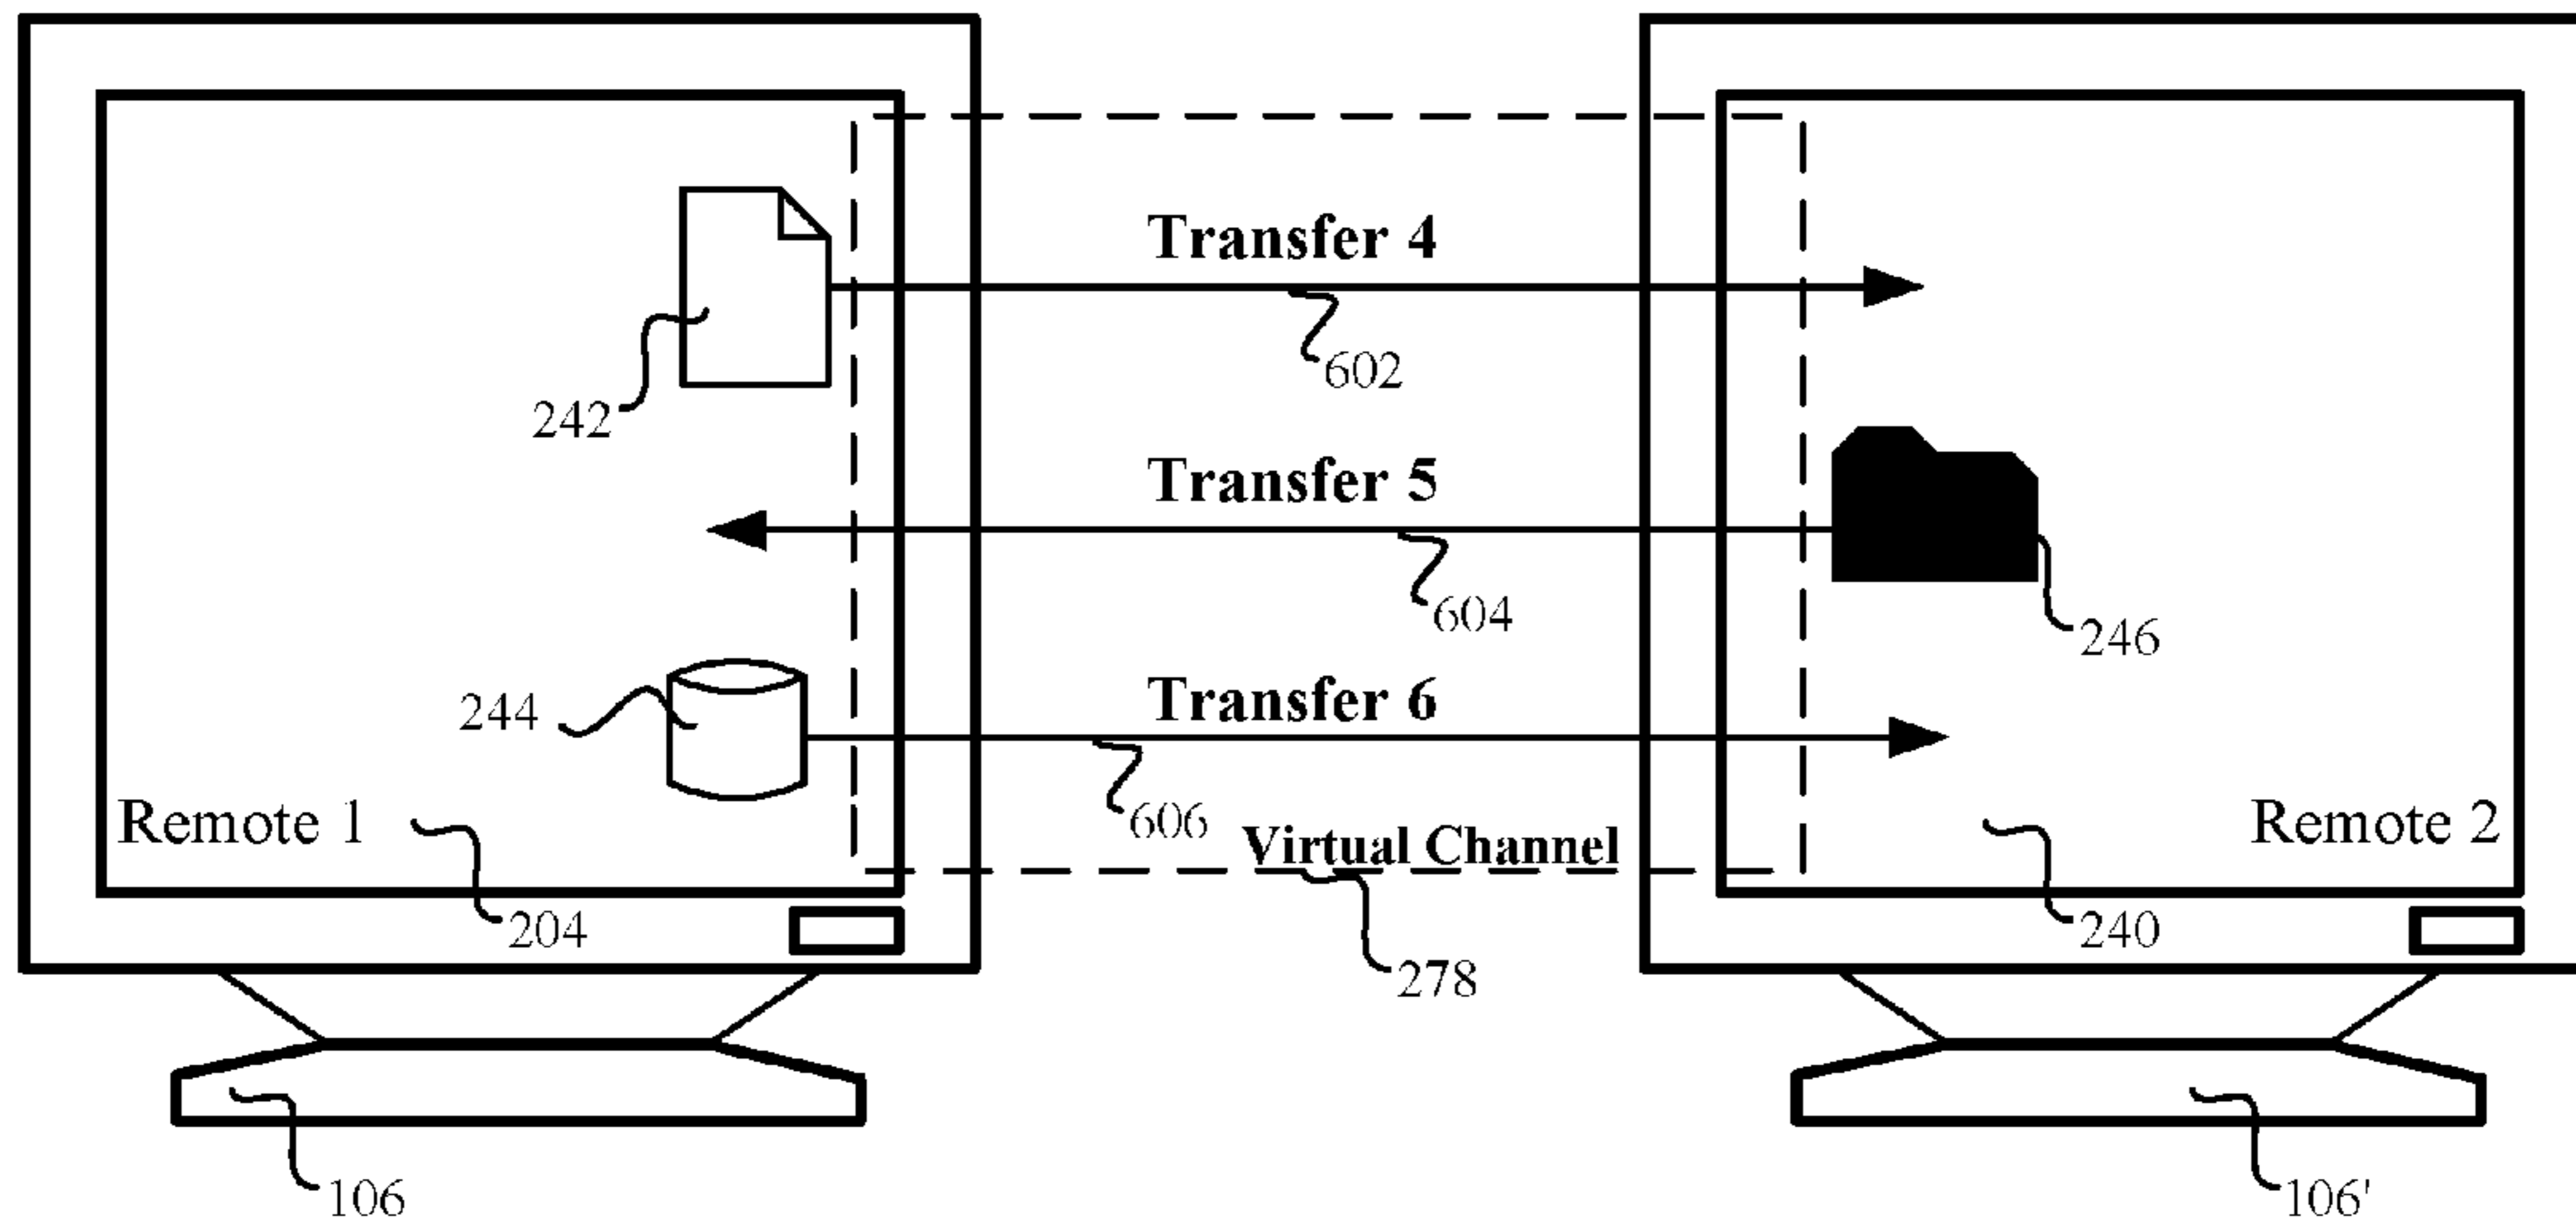 Transfer 4
602
242
Transfer 5
604
246
Transfer 6
244
606
Remote 1
Virtual Channel
Remote 2
204
240
278
106
106'